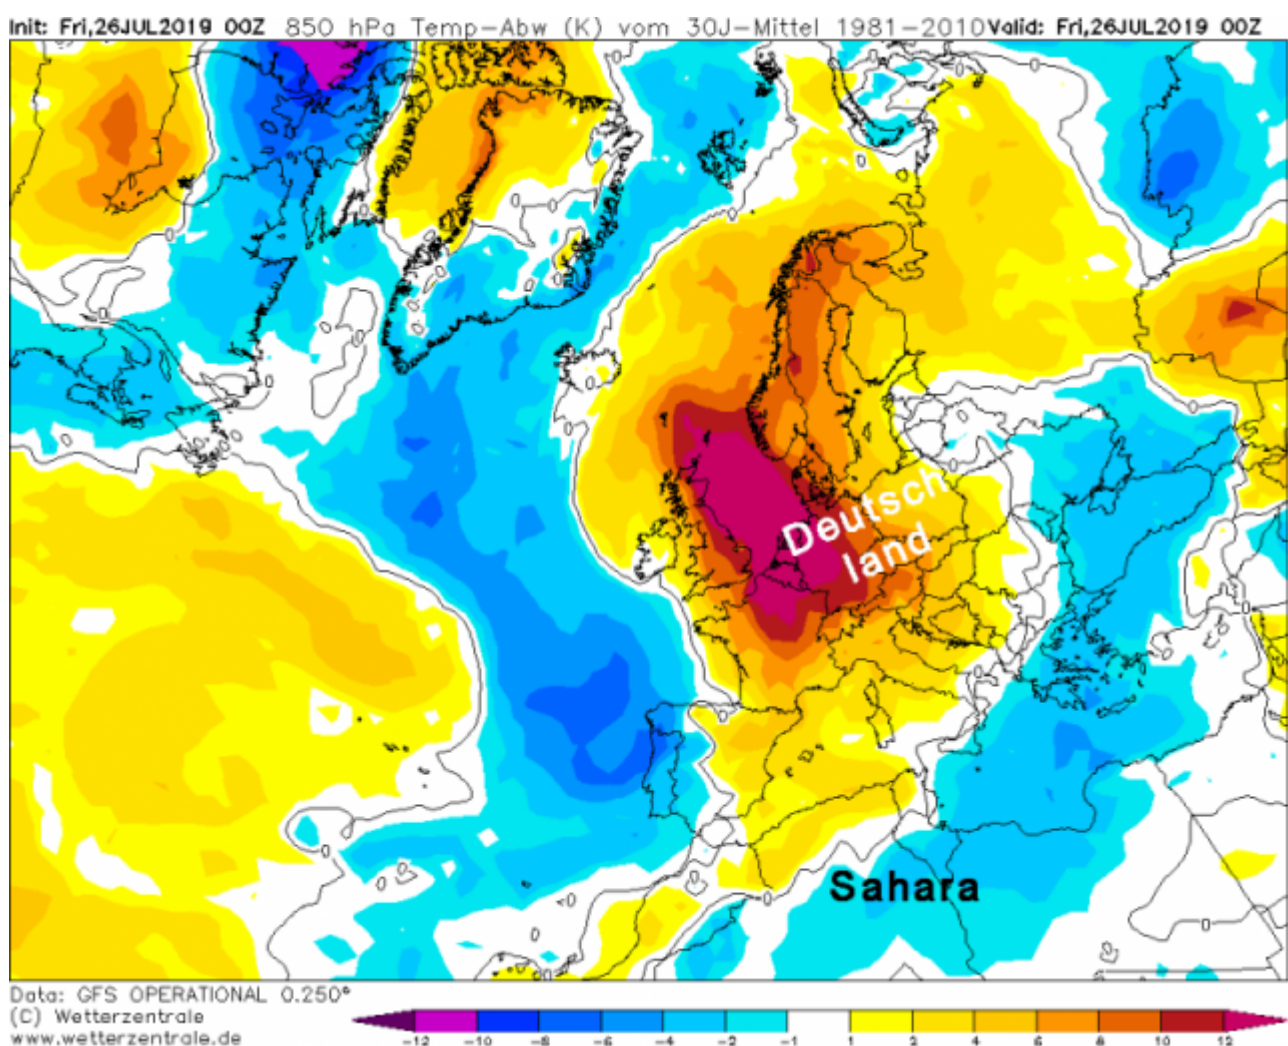 Init: Fri,26JUL2019 00Z 850 hPa Temp-Abw (K) vom 30J-Mittel 1981-2010 Valid: Fri,26JUL2019 00Z
Deutsch
land
Sahara
Data: GFS OPERATIONAL 0.250°
(C) Wetterzentrale
www.wetterzentrale.de
-12 -10 -8 -6 -4 -2 -1 1 2 4 6 8 10 12